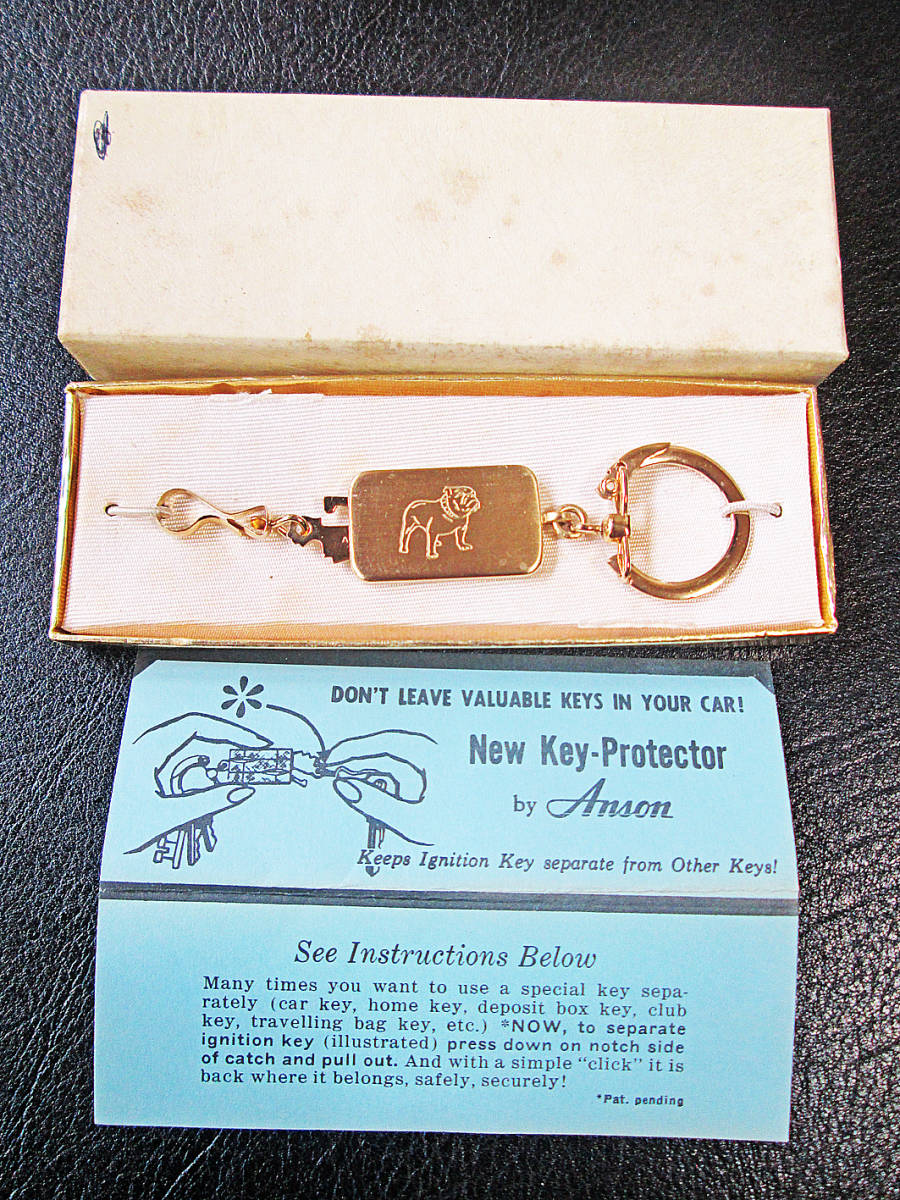 DON'T LEAVE VALUABLE KEYS IN YOUR CAR!
New Key-Protector
by Anson
Keeps Ignition Key separate from Other Keys!
See Instructions Below
Many times you want to use a special key sepa-
rately (car key, home key, deposit box key, club
key, travelling bag key, etc.) *NOW, to separate
ignition key (illustrated) press down on notch side
of catch and pull out. And with a simple "click" it is
back where it belongs, safely, securely!
*Pat. pending